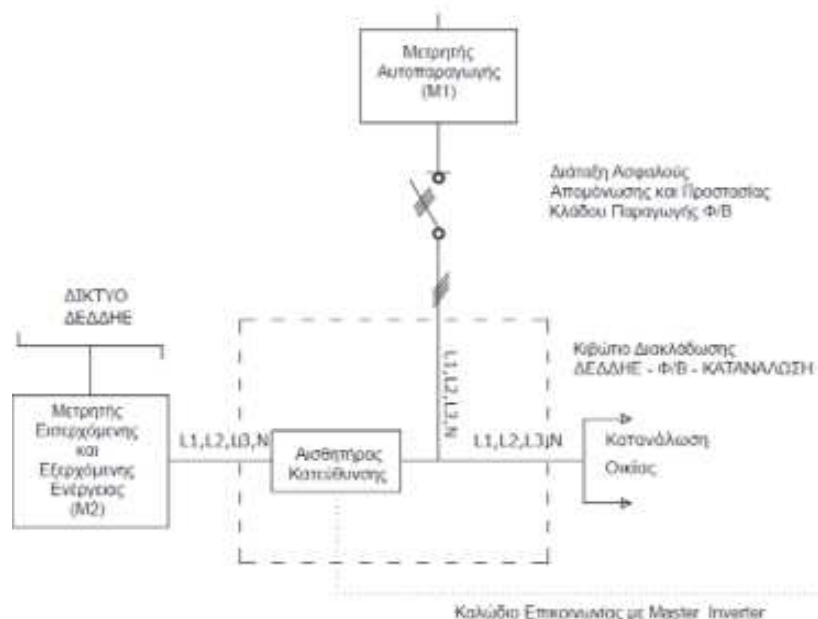 Μετρητής
Αυτοπαραγωγής
(Μ1)
Διάταξη Ασφαλούς
Απομόνωσης και Προστασίας
Κλάδου Παραγωγής Φ/Β
ΔΙΚΤΥΟ
ΔΕΔΔΗΕ
Κιβώτιο Διακλάδωσης
ΔΕΔΔΗΕ - Φ/Β - ΚΑΤΑΝΑΛΩΣΗ
L1,L2,L3,N
Μετρητής
Εισερχόμενης
και
Εξερχόμενης
Ενέργειας
(Μ2)
L1,L2,L3,N
Αισθητήρας
Κατεύθυνσης
L1,L2,L3,N
Κατανάλωση
Οικίας
Καλώδιο Επικοινωνίας με Master Inverter